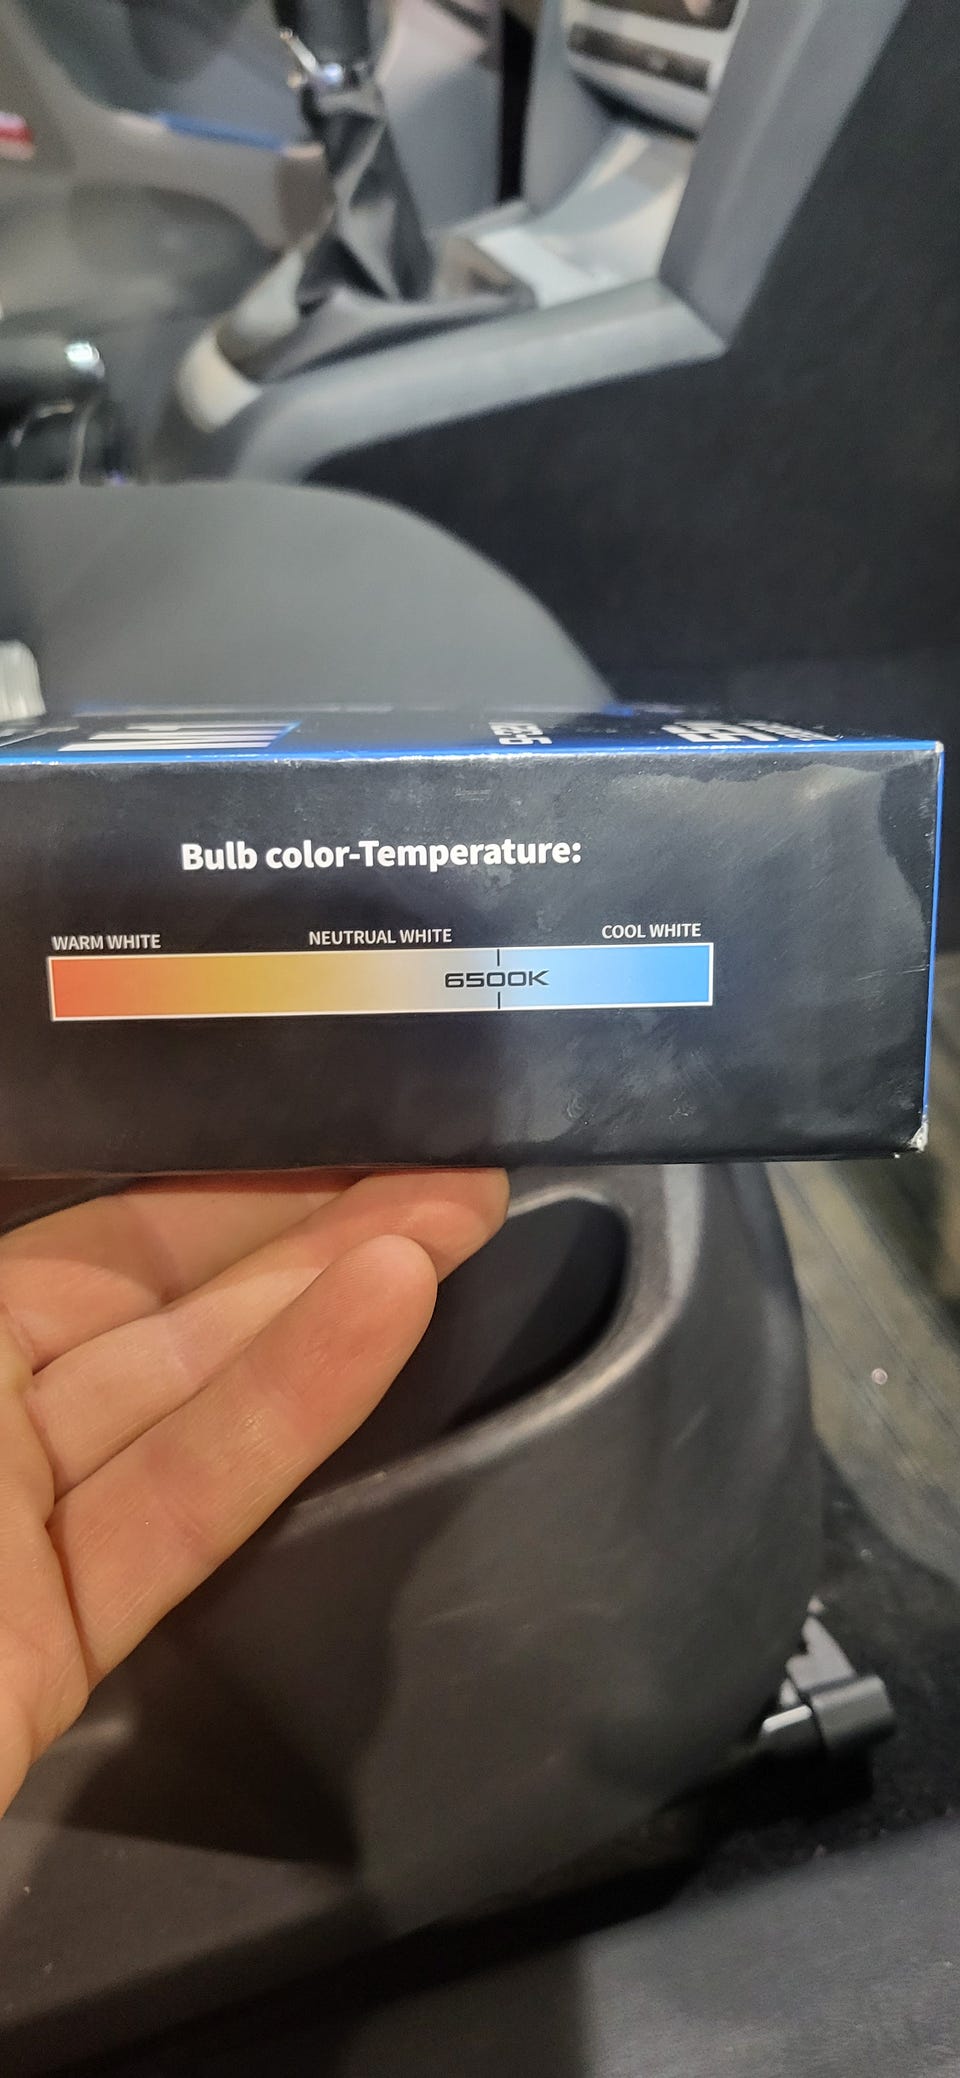 Bulb color-Temperature:
WARM WHITE NEUTRUAL WHITE COOL WHITE
6500K